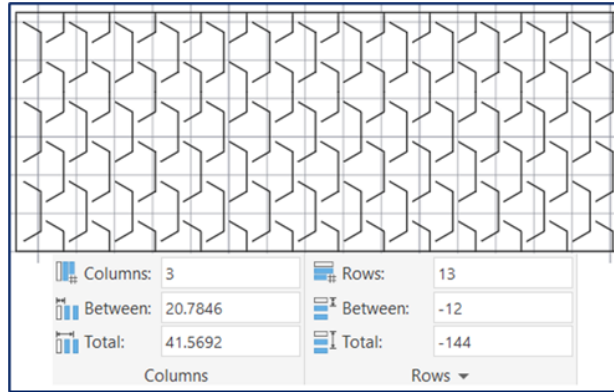 Columns: 3 Rows: 13
Between: 20.7846 Between: -12
Total: 41.5692 Total: -144
Columns Rows